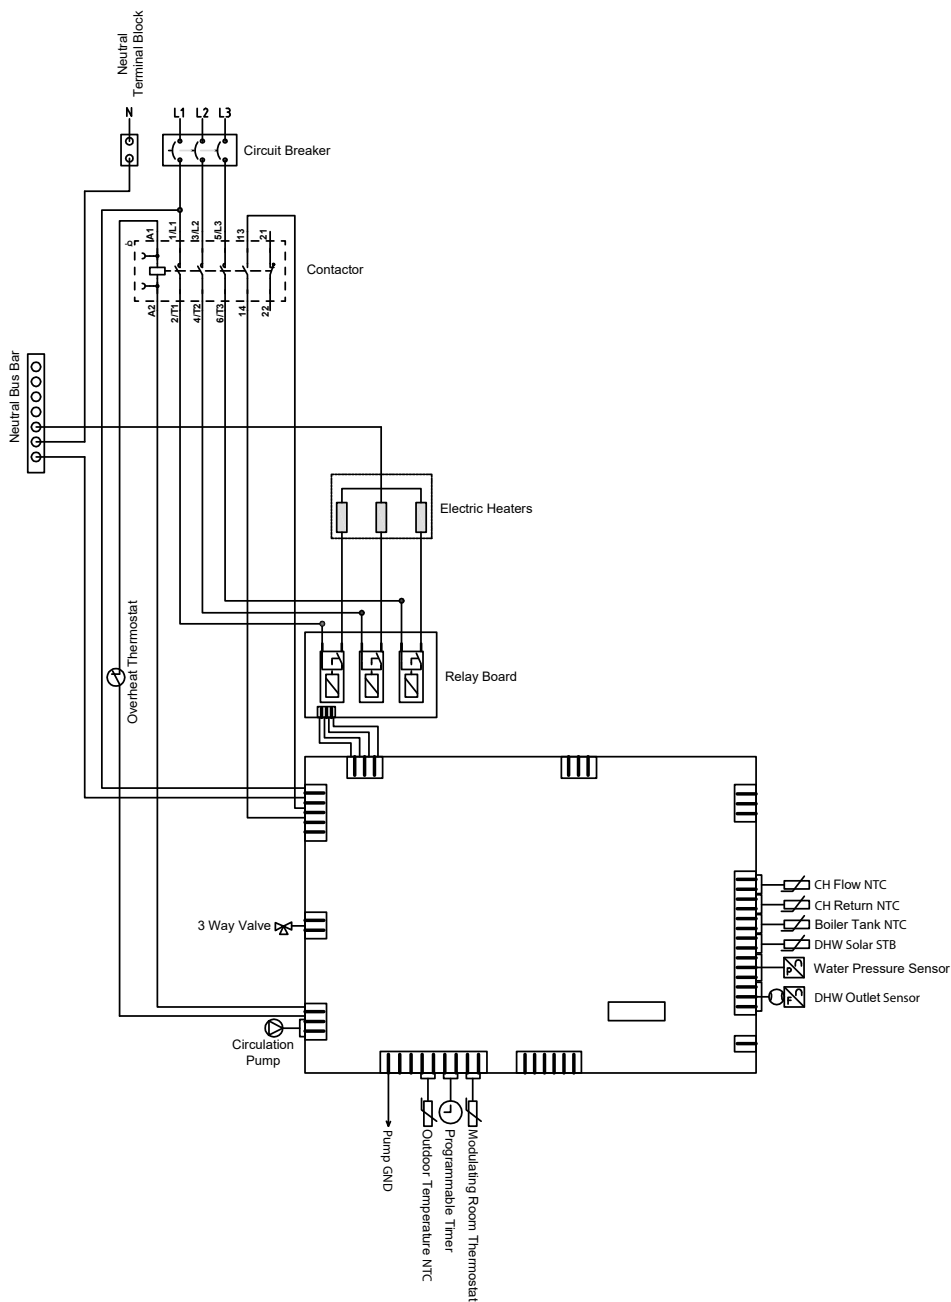 Neutral
Terminal Block
N
L1
L2
L3
Circuit Breaker
A1
1/L1
3/L2
5/L3
13
21
Contactor
A2
2/T1
4/T2
6/T3
14
22
Neutral Bus Bar
Electric Heaters
Overheat Thermostat
Relay Board
CH Flow NTC
CH Return NTC
Boiler Tank NTC
DHW Solar STB
Water Pressure Sensor
P
DHW Outlet Sensor
F
3 Way Valve
Circulation
Pump
Pump GND
Outdoor Temperature NTC
Programmable Timer
Modulating Room Thermostat